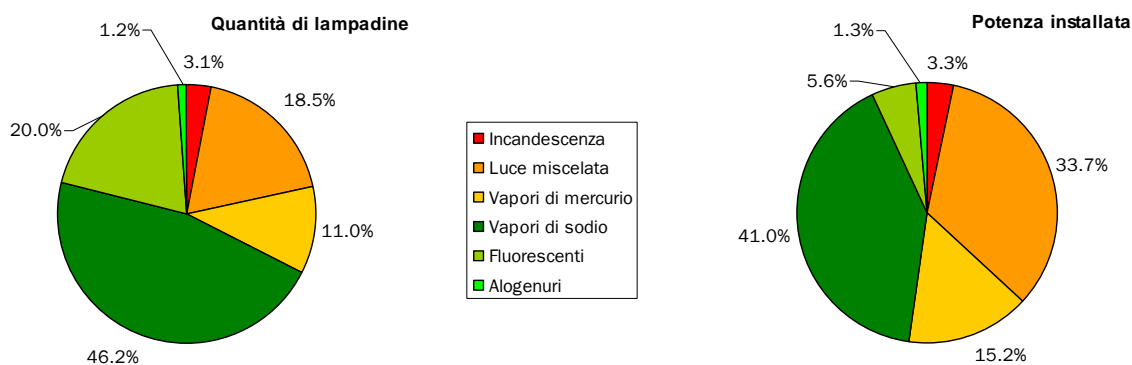 Quantità di lampadine
1.2%
3.1%
18.5%
20.0%
11.0%
46.2%
Incandescenza
Luce miscelata
Vapori di mercurio
Vapori di sodio
Fluorescenti
Alogenuri
Potenza installata
1.3%
3.3%
5.6%
33.7%
41.0%
15.2%